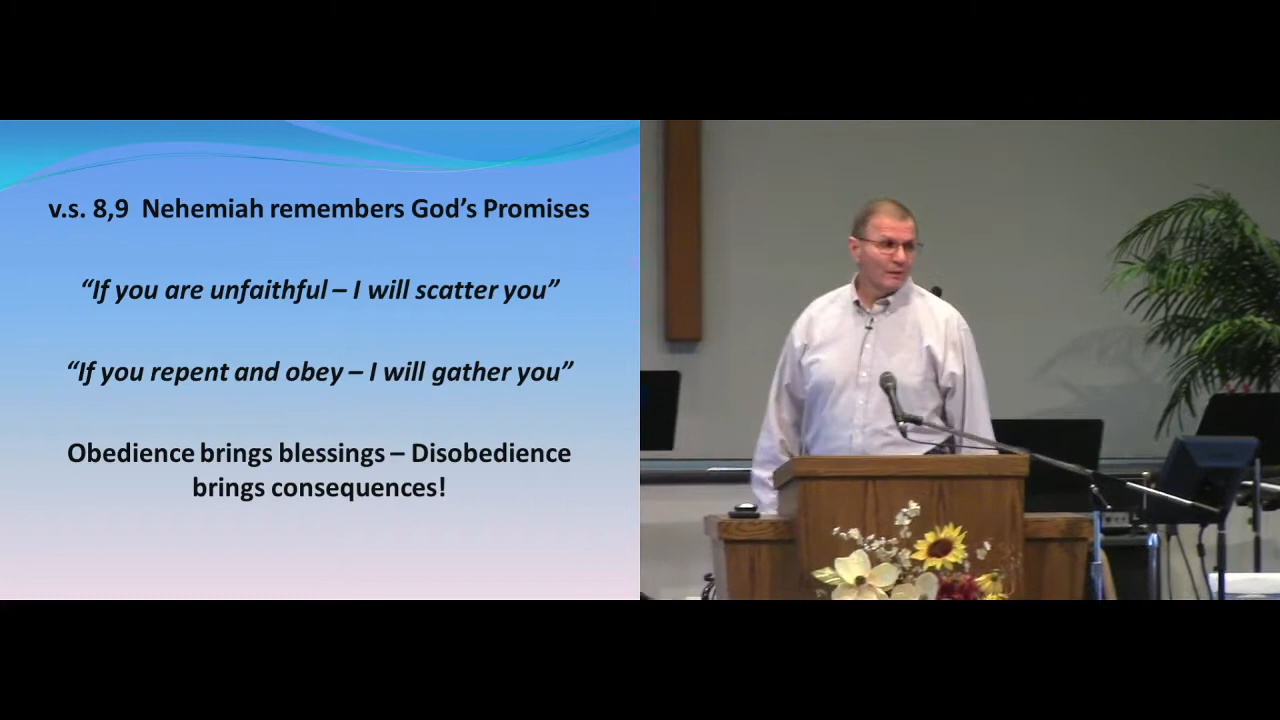 v.s. 8,9  Nehemiah remembers God’s Promises
“If you are unfaithful – I will scatter you”
“If you repent and obey – I will gather you”
Obedience brings blessings – Disobedience
brings consequences!